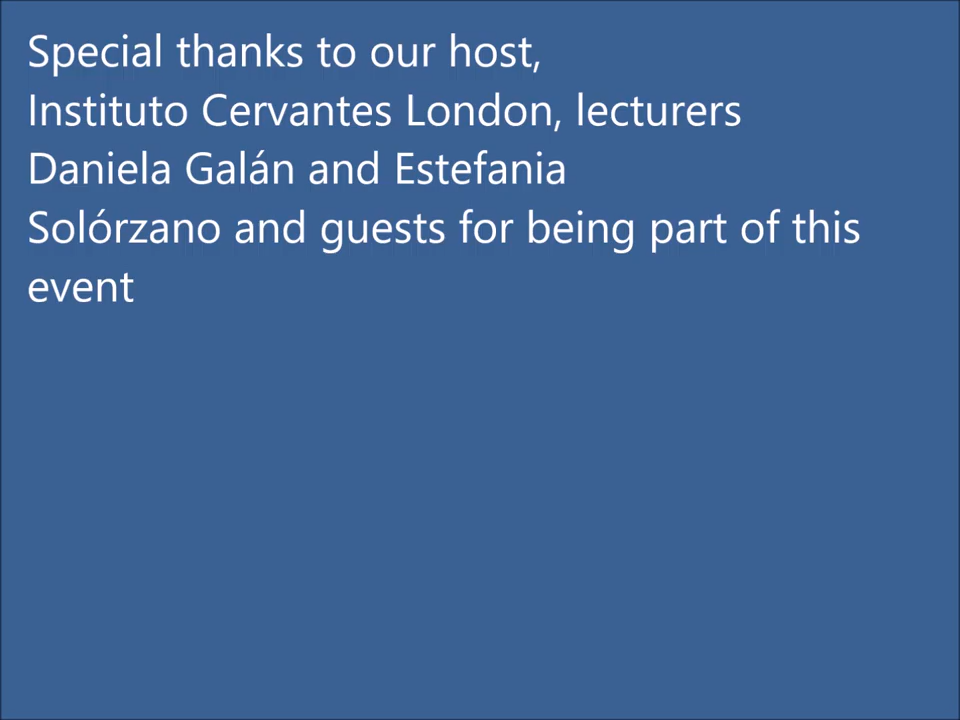 Special thanks to our host,
Instituto Cervantes London, lecturers
Daniela Galán and Estefania
Solórzano and guests for being part of this
event